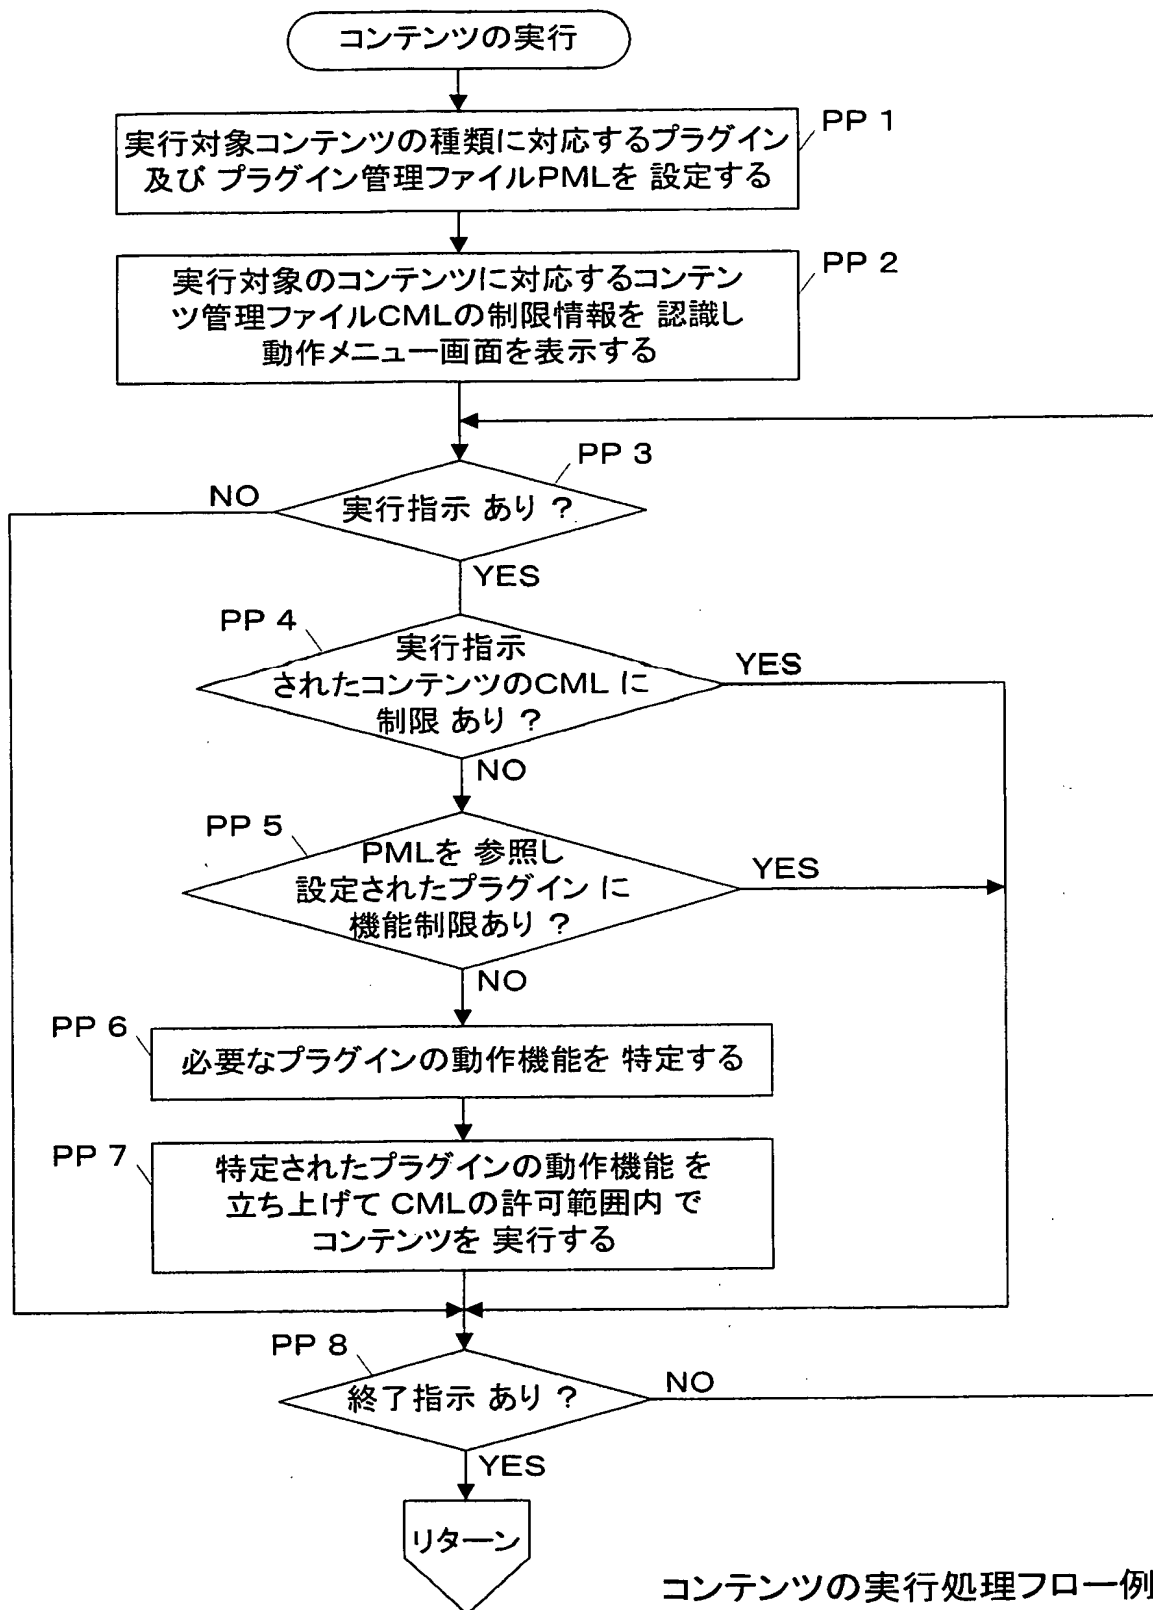 コンテンツの実行
PP 1
実行対象コンテンツの種類に対応するプラグイン
及び プラグイン管理ファイルPMLを 設定する
PP 2
実行対象のコンテンツに対応するコンテン
ツ管理ファイルCMLの制限情報を 認識し
動作メニュー画面を表示する
PP 3
NO
実行指示 あり ?
YES
PP 4
実行指示
されたコンテンツのCML に
制限 あり ?
YES
NO
PP 5
PMLを 参照し
設定されたプラグイン に
機能制限あり ?
YES
NO
PP 6
必要なプラグインの動作機能を 特定する
PP 7
特定されたプラグインの動作機能 を
立ち上げて CMLの許可範囲内 で
コンテンツを 実行する
PP 8
終了指示 あり ?
NO
YES
リターン
コンテンツの実行処理フロー例